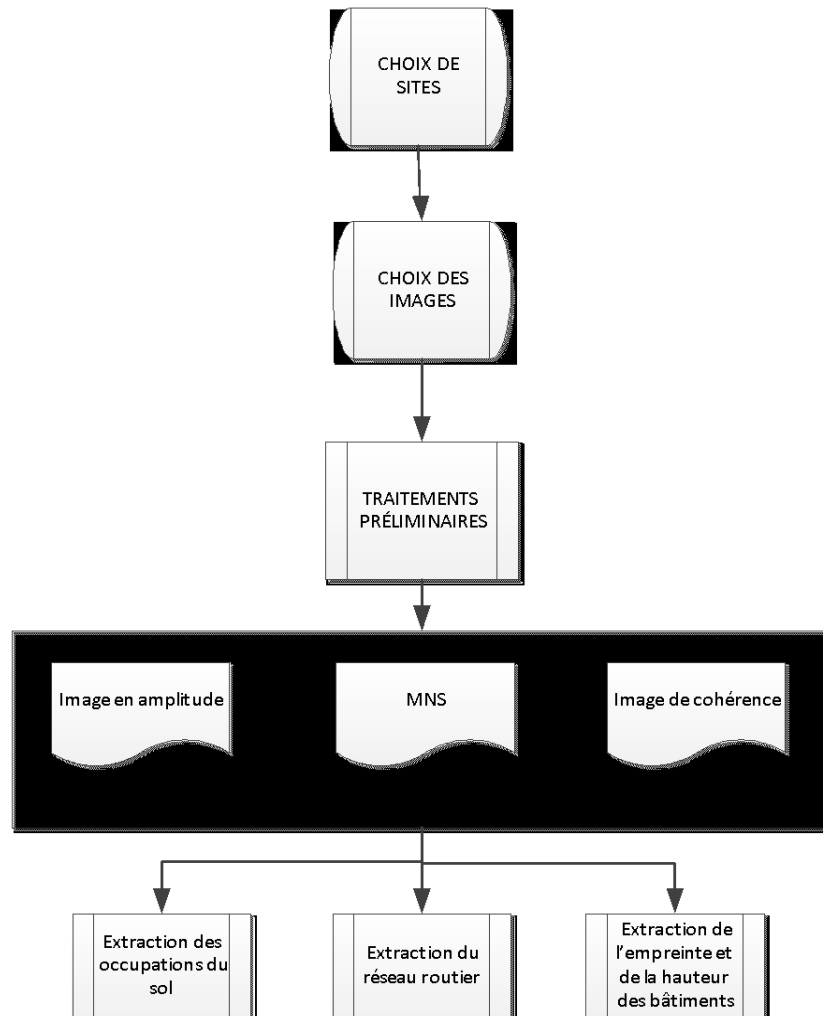 CHOIX DE
SITES
CHOIX DES
IMAGES
TRAITEMENTS
PRÉLIMINAIRES
Image en amplitude
MNS
Image de cohérence
Extraction des
occupations du
sol
Extraction du
réseau routier
Extraction de
l'empreinte et
de la hauteur
des bâtiments